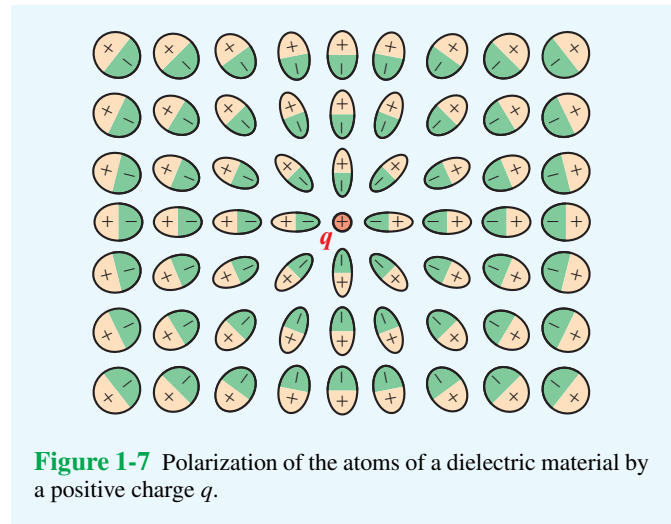 + + + + + + + + +
− − − − − − − − −
+ + + + + + + + +
− − − − − − − − −
+ + + + + + + + +
− − − − − − − − −
+ − + − + − + − + − + − + − + − +
q
− − − − − − − − −
+ + + + + + + + +
− − − − − − − − −
+ + + + + + + + +
− − − − − − − − −
+ + + + + + + + +
Figure 1-7 Polarization of the atoms of a dielectric material by
a positive charge q.